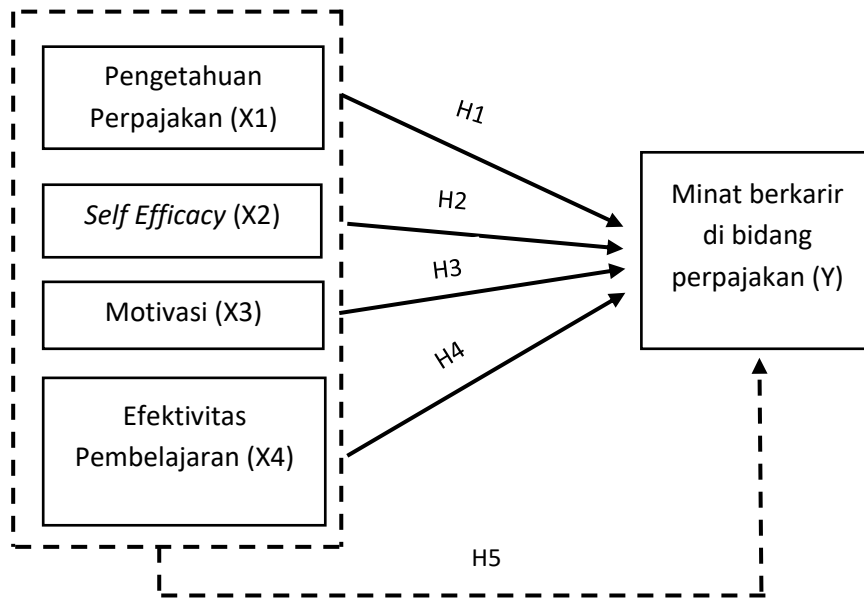 Pengetahuan
Perpajakan (X1)
Self Efficacy (X2)
Motivasi (X3)
Efektivitas
Pembelajaran (X4)
H1
H2
H3
H4
H5
Minat berkarir
di bidang
perpajakan (Y)